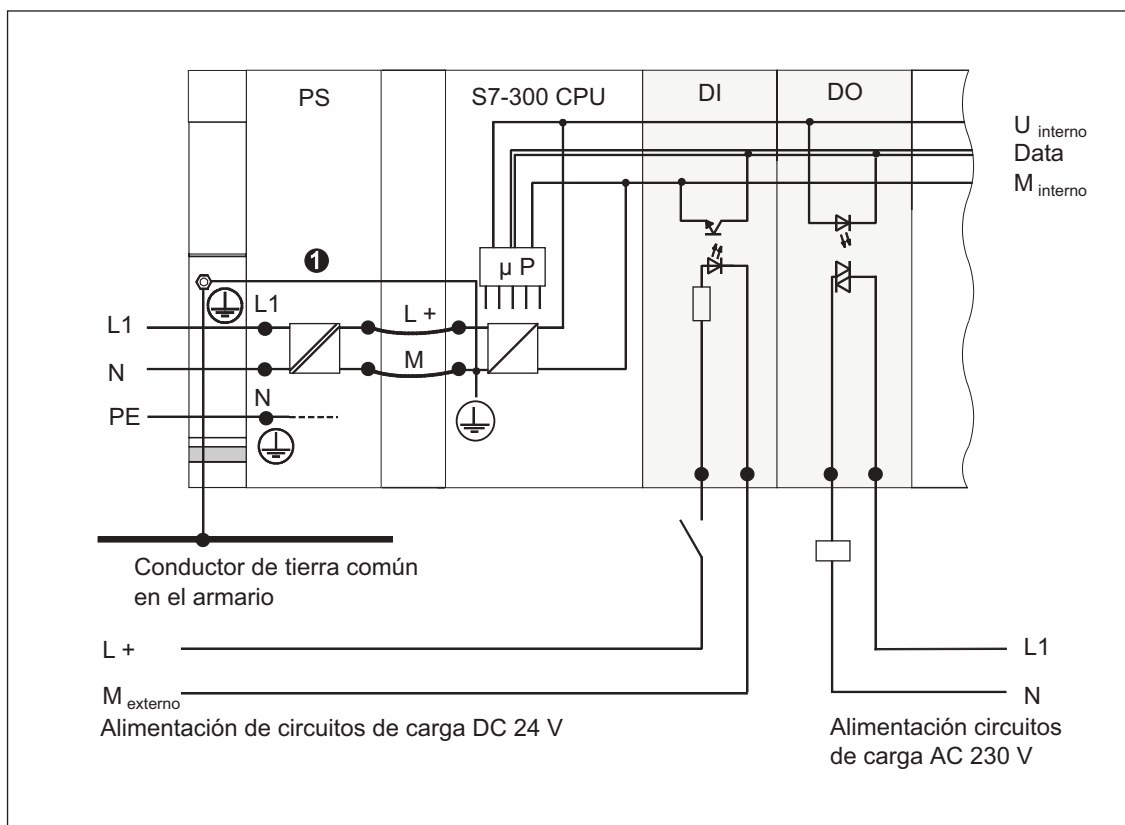 PS
S7-300 CPU
DI
DO
U interno
Data
M interno
1
µ P
L1
L +
L1
N
M
N
PE
Conductor de tierra común
en el armario
L +
L1
M externo
N
Alimentación de circuitos de carga DC 24 V
Alimentación circuitos
de carga AC 230 V